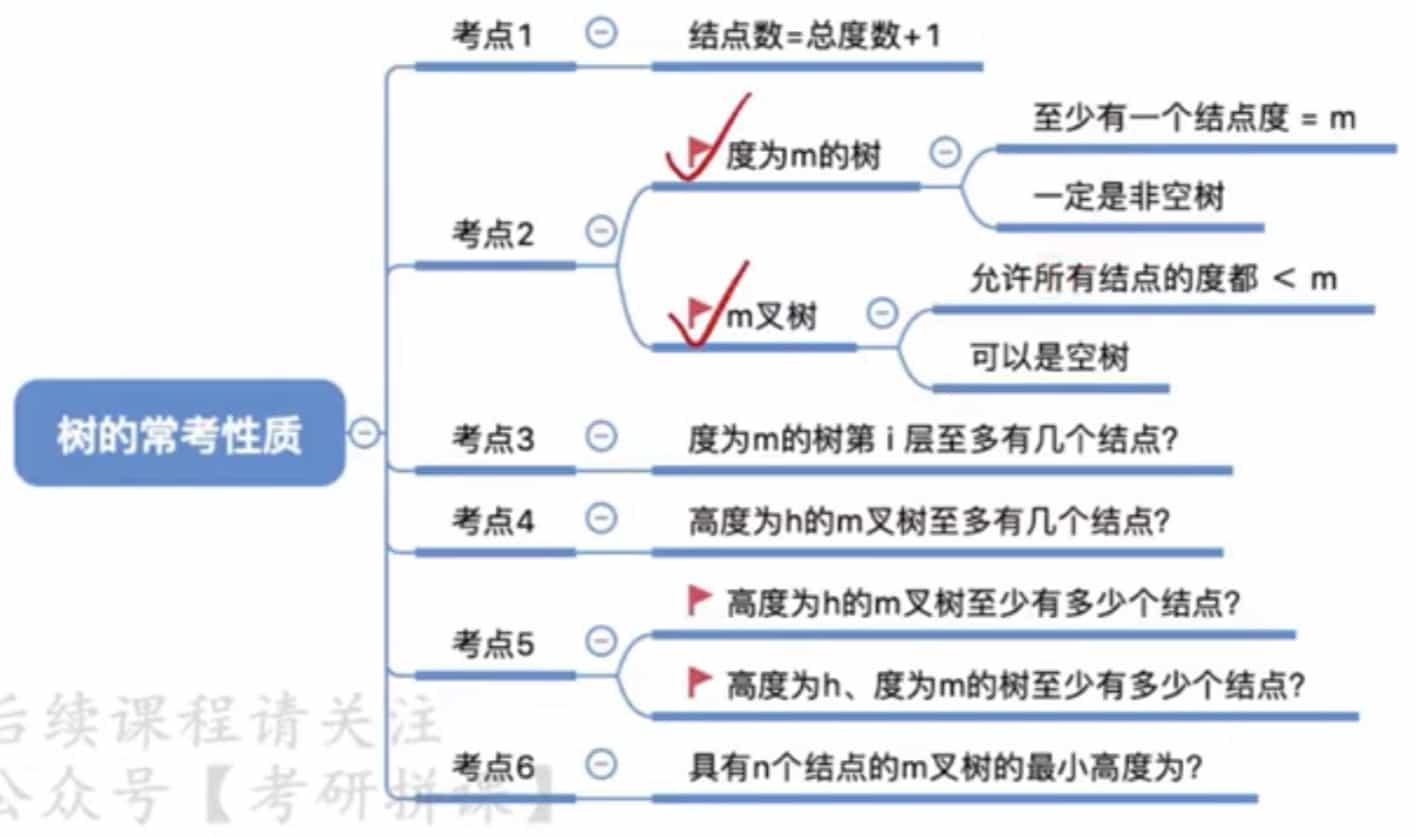 考点1
结点数=总度数+1
考点2
度为m的树
至少有一个结点度 = m
一定是非空树
m叉树
允许所有结点的度都 < m
可以是空树
树的常考性质
考点3
度为m的树第 i 层至多有几个结点?
考点4
高度为h的m叉树至多有几个结点?
考点5
高度为h的m叉树至少有多少个结点?
高度为h、度为m的树至少有多少个结点?
考点6
具有n个结点的m叉树的最小高度为?
后续课程请关注
公众号【考研拼课】